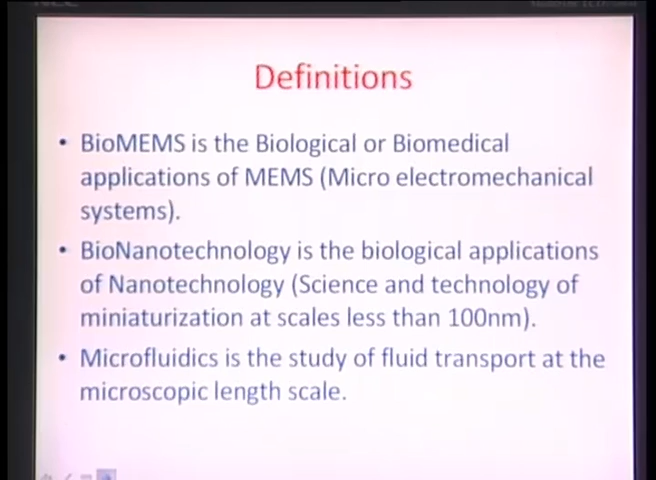 Definitions
• BioMEMS is the Biological or Biomedical
applications of MEMS (Micro electromechanical
systems).
• BioNanotechnology is the biological applications
of Nanotechnology (Science and technology of
miniaturization at scales less than 100nm).
• Microfluidics is the study of fluid transport at the
microscopic length scale.